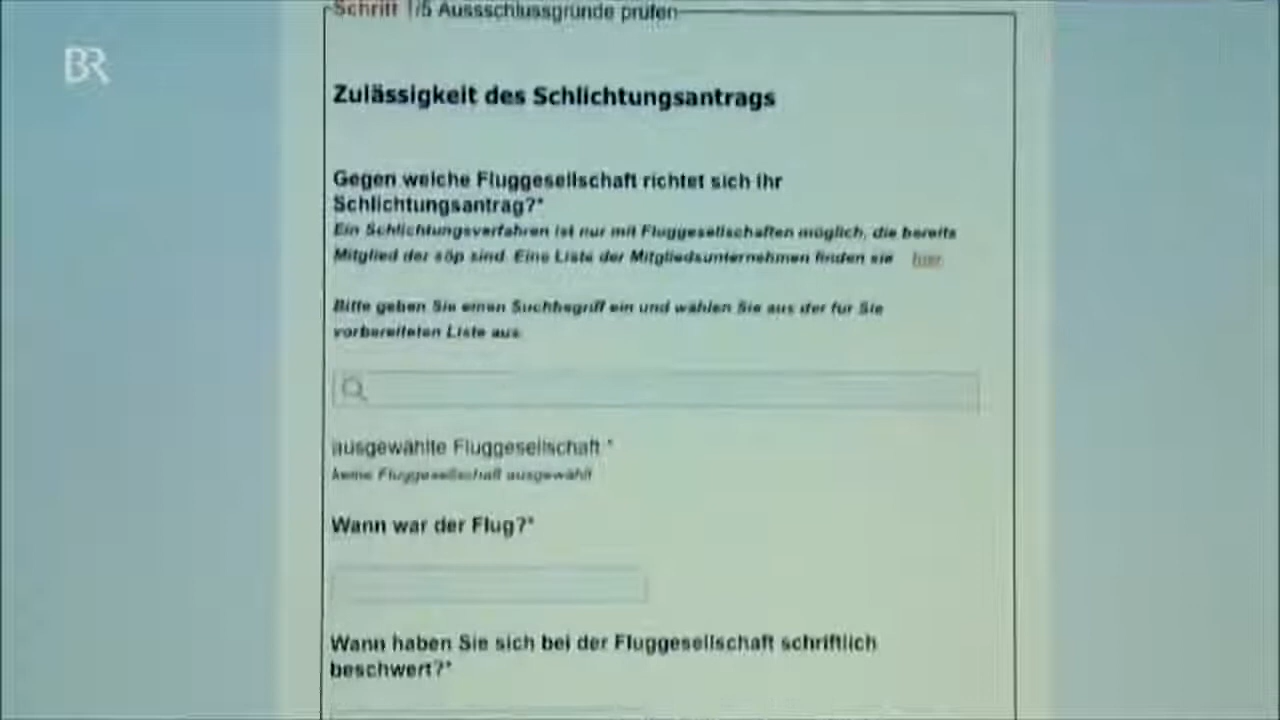 BR
Schritt 1/5 Aussschlussgründe prüfen
Zulässigkeit des Schlichtungsantrags
Gegen welche Fluggesellschaft richtet sich Ihr
Schlichtungsantrag?*
Ein Schlichtungsverfahren ist nur mit Fluggesellschaften möglich, die bereits
Mitglied der söp sind. Eine Liste der Mitgliedsunternehmen finden sie hier
Bitte geben Sie einen Suchbegriff ein und wählen Sie aus der für Sie
vorbereiteten Liste aus.
ausgewählte Fluggesellschaft *
keine Fluggesellschaft ausgewählt
Wann war der Flug?*
Wann haben Sie sich bei der Fluggesellschaft schriftlich
beschwert?*